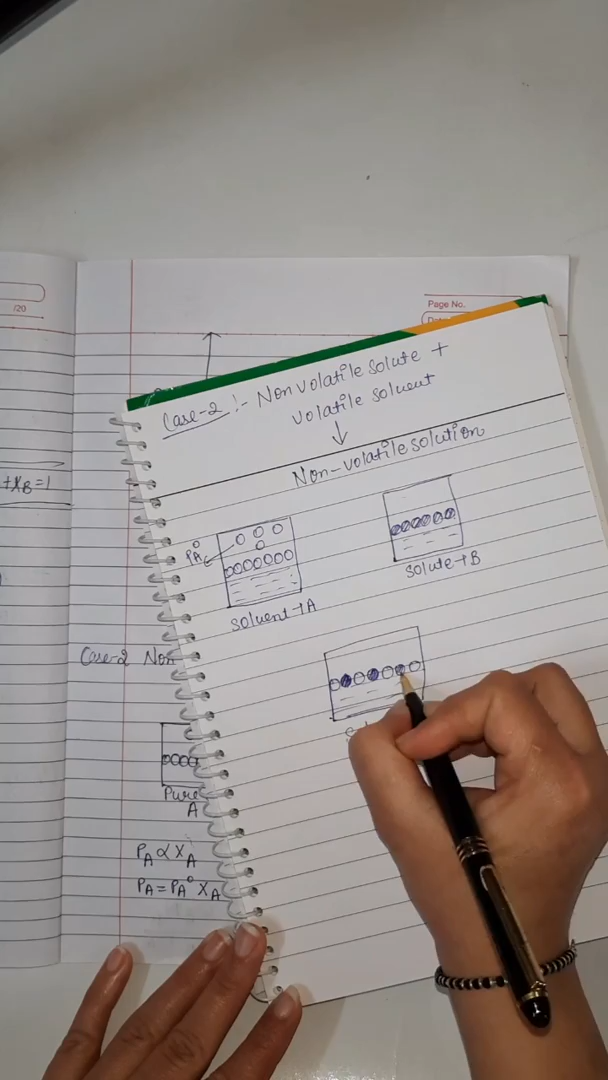 /20
Page No.
Case-2 :- Non volatile solute +
volatile solvent
↓
Non-volatile solution
+ XB = 1
PA°
solvent → A
solute → B
Case-2 Non
Pure
A
PA ∝ XA
PA = PA° XA